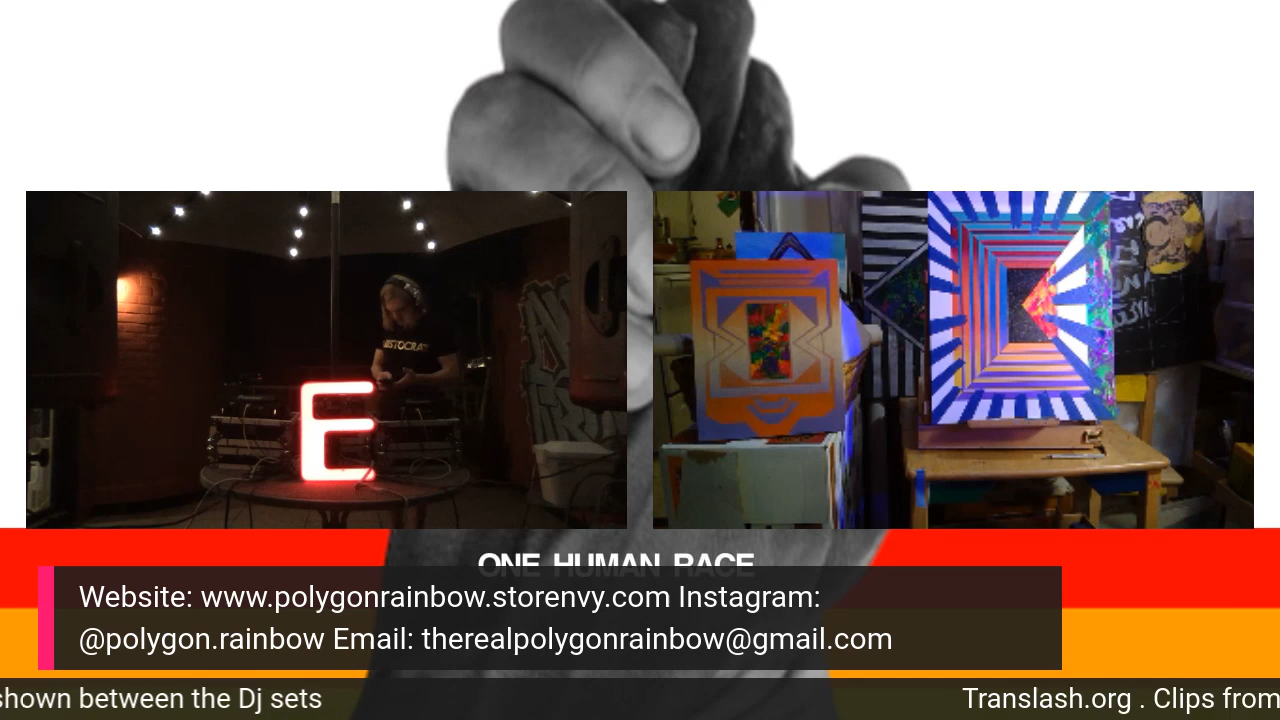 ONE HUMAN RACE
Website: www.polygonrainbow.storenvy.com Instagram:
@polygon.rainbow Email: therealpolygonrainbow@gmail.com
shown between the Dj sets
Translash.org . Clips from
E